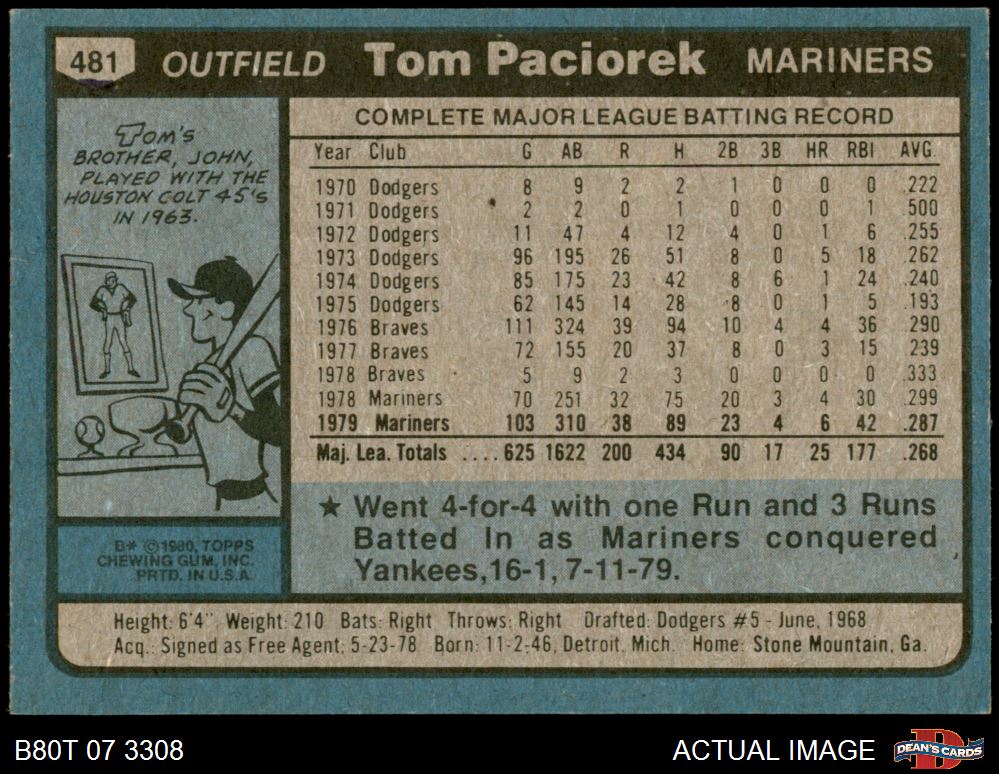 481 OUTFIELD Tom Paciorek MARINERS
Tom's
BROTHER, JOHN,
PLAYED WITH THE
HOUSTON COLT 45's
IN 1963.
B* ©1980, TOPPS
CHEWING GUM, INC.
PRTD. IN U.S.A.
COMPLETE MAJOR LEAGUE BATTING RECORD
Year Club G AB R H 2B 3B HR RBI AVG.
1970 Dodgers 8 9 2 2 1 0 0 0 .222
1971 Dodgers 2 2 0 1 0 0 0 1 .500
1972 Dodgers 11 47 4 12 4 0 1 6 .255
1973 Dodgers 96 195 26 51 8 0 5 18 .262
1974 Dodgers 85 175 23 42 8 6 1 24 .240
1975 Dodgers 62 145 14 28 8 0 1 5 .193
1976 Braves 111 324 39 94 10 4 4 36 .290
1977 Braves 72 155 20 37 8 0 3 15 .239
1978 Braves 5 9 2 3 0 0 0 0 .333
1978 Mariners 70 251 32 75 20 3 4 30 .299
1979 Mariners 103 310 38 89 23 4 6 42 .287
Maj. Lea. Totals .... 625 1622 200 434 90 17 25 177 .268
★ Went 4-for-4 with one Run and 3 Runs
Batted In as Mariners conquered
Yankees, 16-1, 7-11-79.
Height: 6'4" Weight: 210 Bats: Right Throws: Right Drafted: Dodgers #5 - June, 1968
Acq.: Signed as Free Agent, 5-23-78 Born: 11-2-46, Detroit, Mich. Home: Stone Mountain, Ga.
B80T 07 3308 ACTUAL IMAGE DEAN'S CARDS